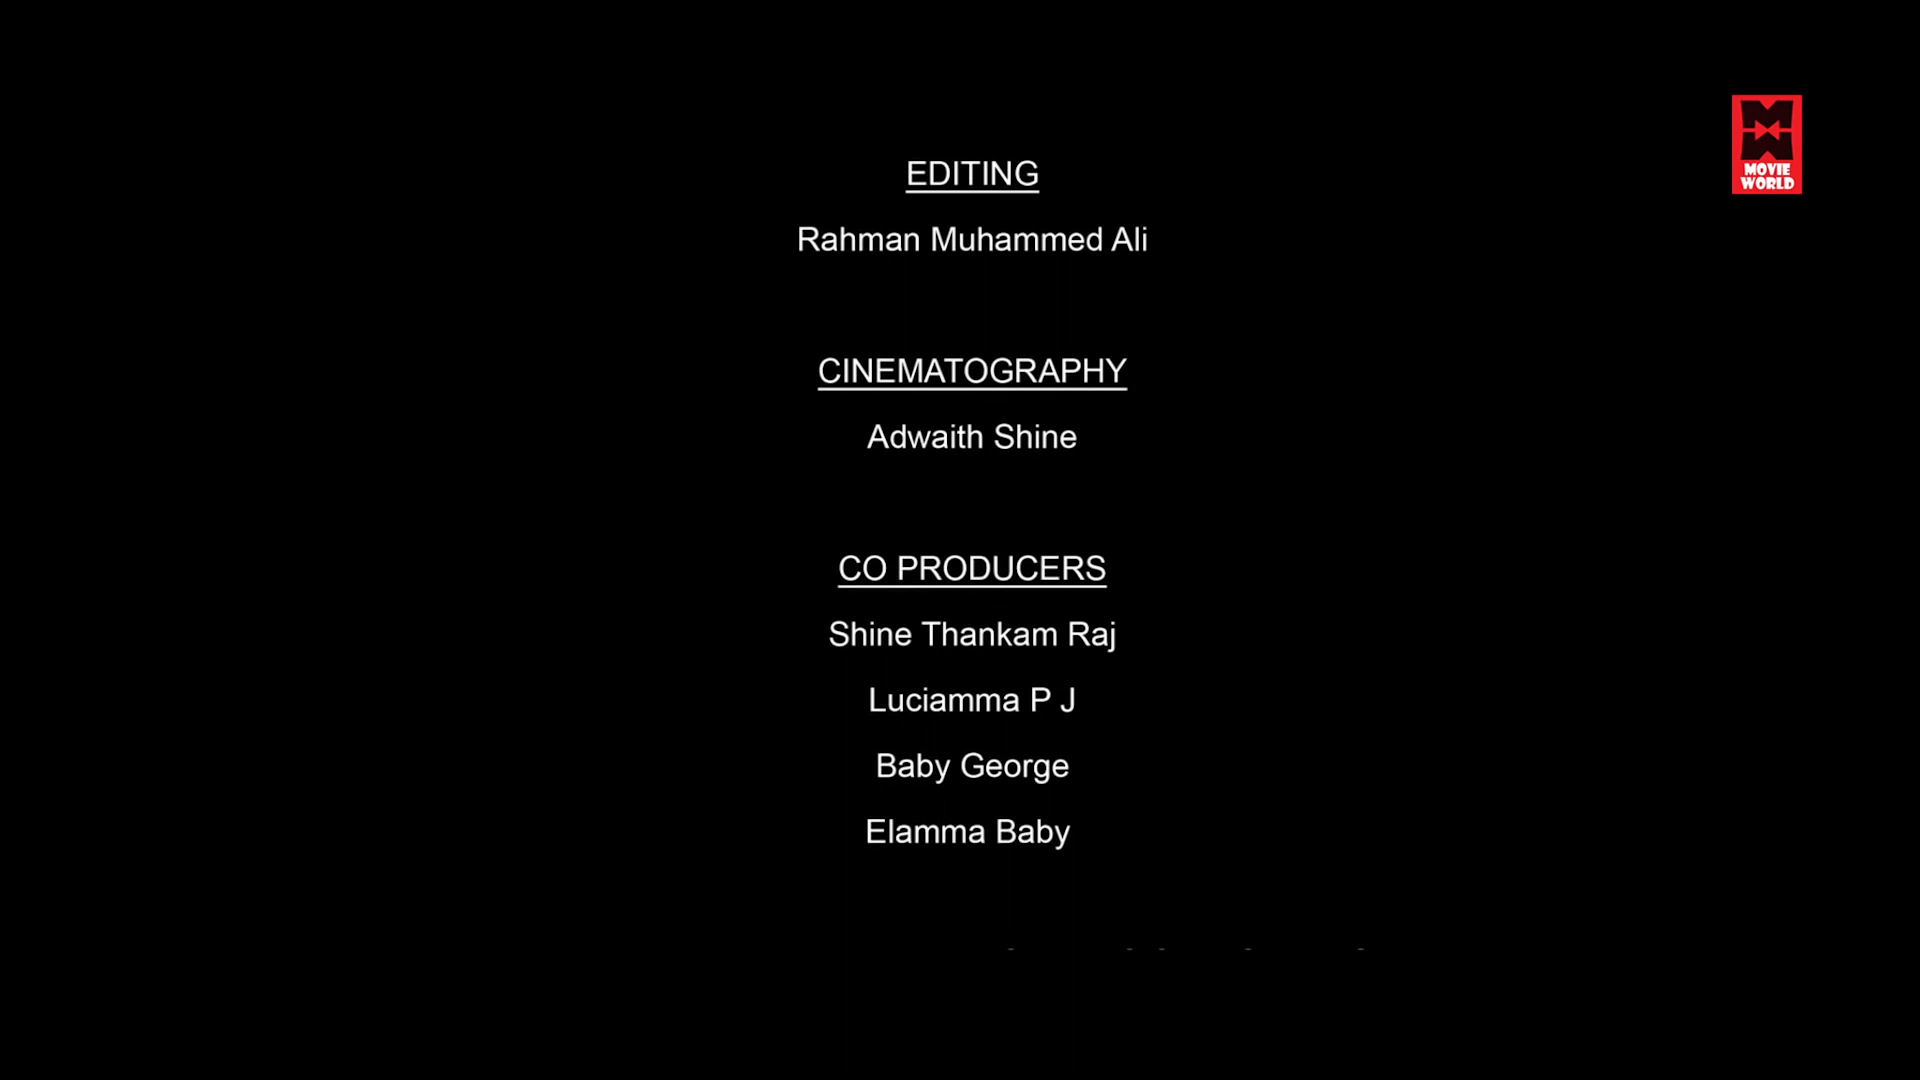 EDITING
Rahman Muhammed Ali
CINEMATOGRAPHY
Adwaith Shine
CO PRODUCERS
Shine Thankam Raj
Luciamma P J
Baby George
Elamma Baby
MOVIE
WORLD